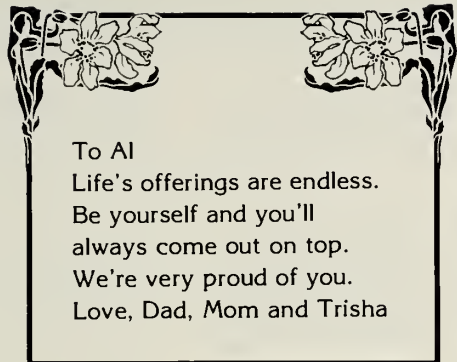 To Al
Life's offerings are endless.
Be yourself and you'll
always come out on top.
We're very proud of you.
Love, Dad, Mom and Trisha